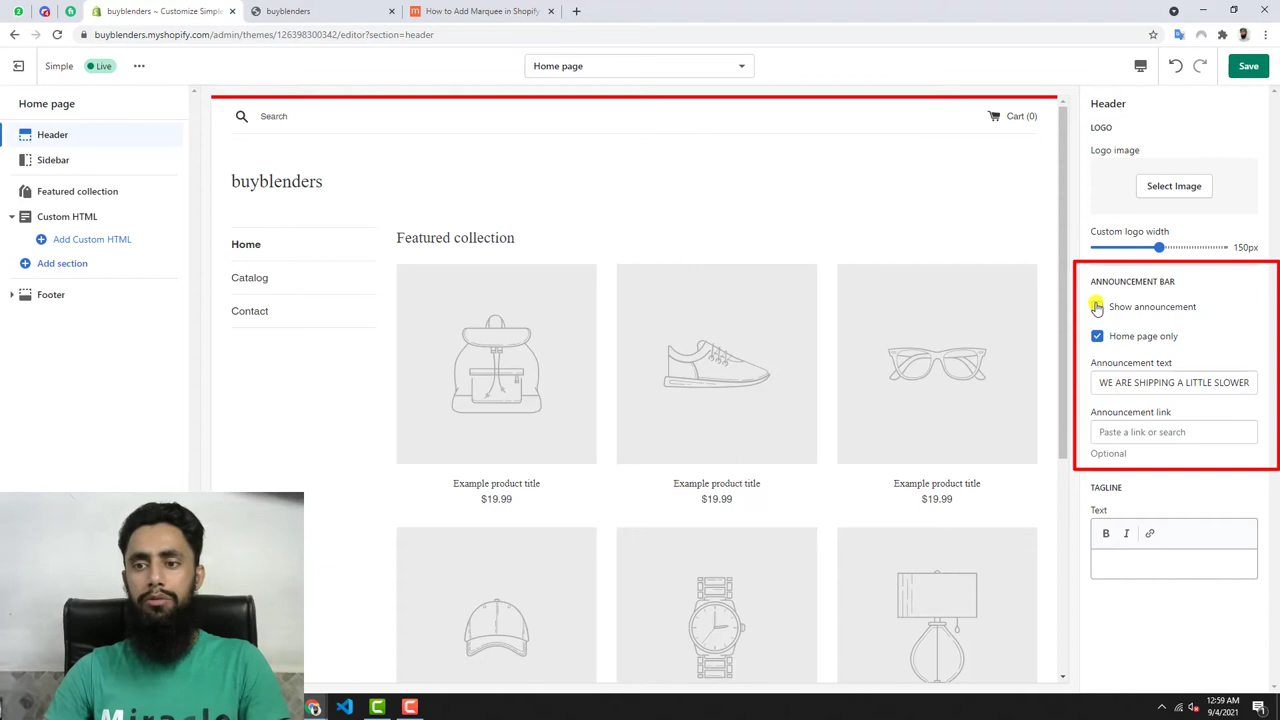 buyblenders ~ Customize Simple
buyblenders
How to Add Marquee in Shopify
buyblenders.myshopify.com/admin/themes/126398300342/editor?section=header
Simple
Live
Home page
Save
Home page
Header
Sidebar
Featured collection
Custom HTML
Add Custom HTML
Add section
Footer
Search
Cart (0)
buyblenders
Home
Catalog
Contact
Featured collection
Example product title
$19.99
Example product title
$19.99
Example product title
$19.99
Header
LOGO
Logo image
Select Image
Custom logo width
150px
ANNOUNCEMENT BAR
Show announcement
Home page only
Announcement text
WE ARE SHIPPING A LITTLE SLOWER
Announcement link
Paste a link or search
Optional
TAGLINE
Text
B I
Miracle
12:59 AM
9/4/2021